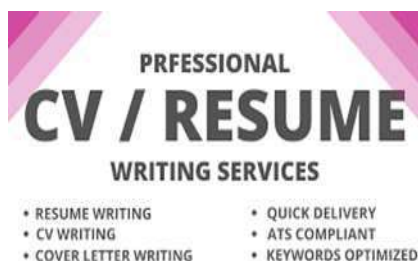 PRFESSIONAL
CV / RESUME
WRITING SERVICES
• RESUME WRITING
• CV WRITING
• COVER LETTER WRITING
• QUICK DELIVERY
• ATS COMPLIANT
• KEYWORDS OPTIMIZED